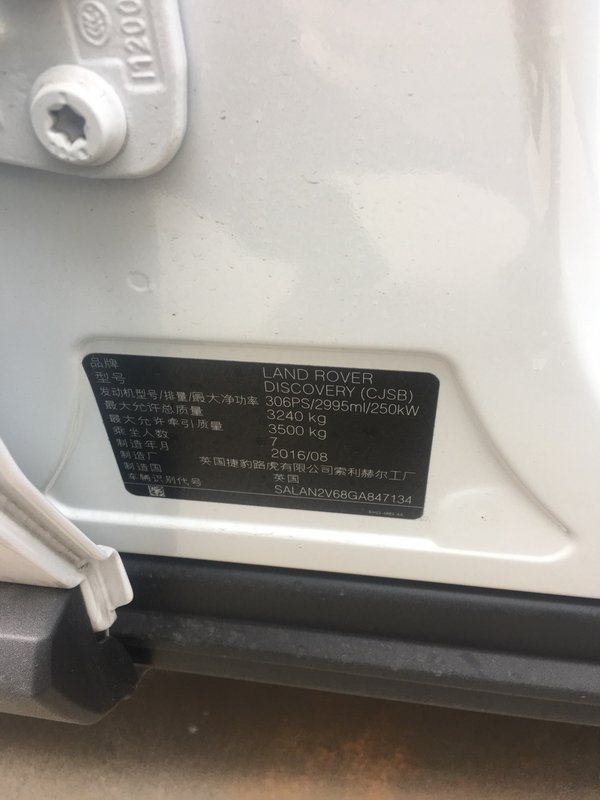 I1200
品牌 LAND ROVER
型号 DISCOVERY (CJSB)
发动机型号/排量/最大净功率 306PS/2995ml/250kW
最大允许总质量 3240 kg
最大允许牵引质量 3500 kg
乘坐人数 7
制造年月 2016/08
制造厂 英国捷豹路虎有限公司索利赫尔工厂
制造国 英国
车辆识别代号 SALAN2V68GA847134